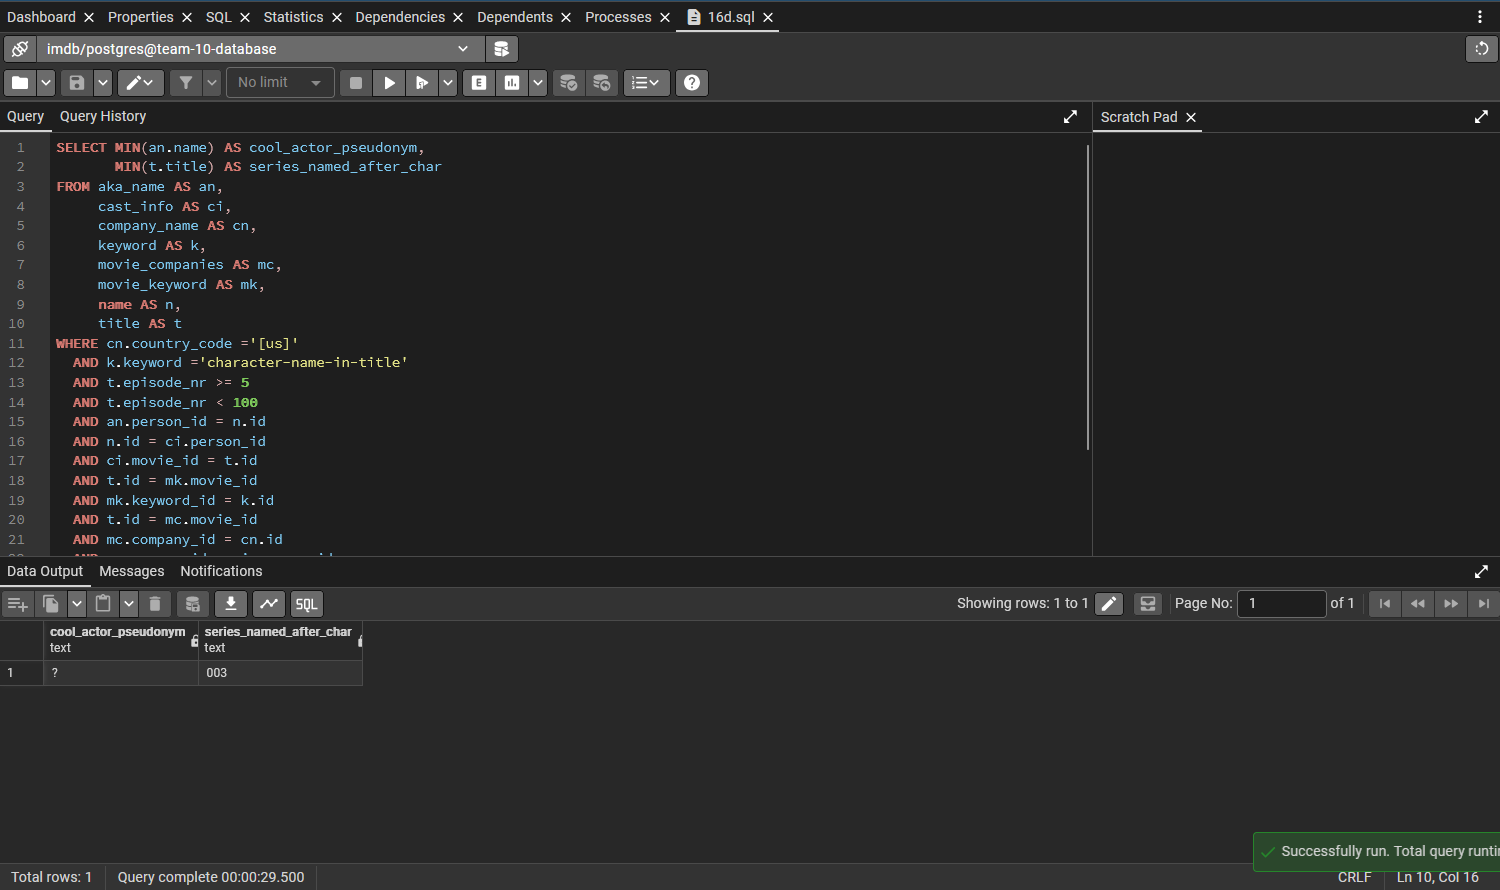 Dashboard Properties SQL Statistics Dependencies Dependents Processes 16d.sql
imdb/postgres@team-10-database
No limit E
Query Query History Scratch Pad
1 SELECT MIN(an.name) AS cool_actor_pseudonym,
2 MIN(t.title) AS series_named_after_char
3 FROM aka_name AS an,
4 cast_info AS ci,
5 company_name AS cn,
6 keyword AS k,
7 movie_companies AS mc,
8 movie_keyword AS mk,
9 name AS n,
10 title AS t
11 WHERE cn.country_code ='[us]'
12 AND k.keyword ='character-name-in-title'
13 AND t.episode_nr >= 5
14 AND t.episode_nr < 100
15 AND an.person_id = n.id
16 AND n.id = ci.person_id
17 AND ci.movie_id = t.id
18 AND t.id = mk.movie_id
19 AND mk.keyword_id = k.id
20 AND t.id = mc.movie_id
21 AND mc.company_id = cn.id
Data Output Messages Notifications
SQL Showing rows: 1 to 1 Page No: 1 of 1
cool_actor_pseudonym series_named_after_char
text text
1 ? 003
Successfully run. Total query
Total rows: 1 Query complete 00:00:29.500 CRLF Ln 10, Col 16